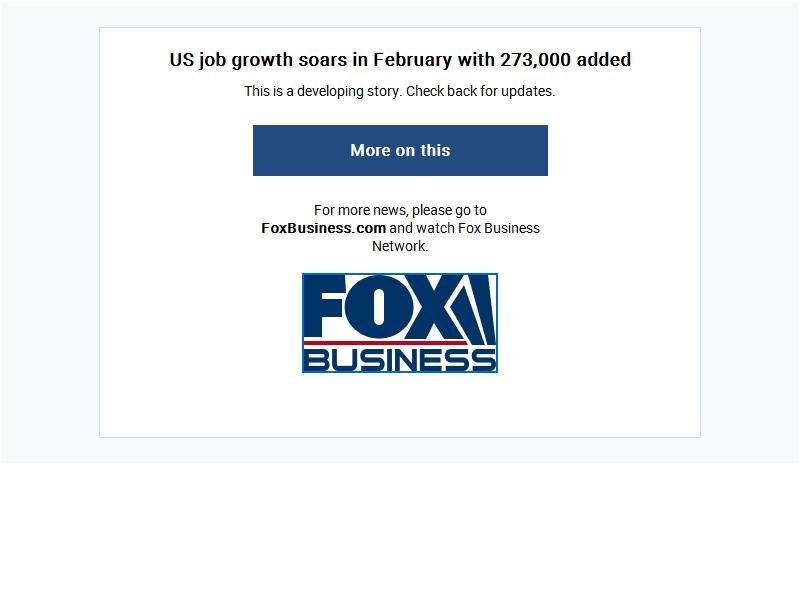 US job growth soars in February with 273,000 added
This is a developing story. Check back for updates.
More on this
For more news, please go to
FoxBusiness.com and watch Fox Business
Network.
FOX
BUSINESS